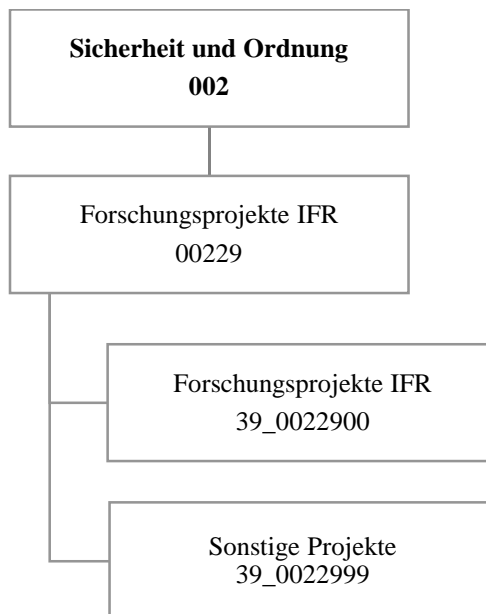 Sicherheit und Ordnung
002
Forschungsprojekte IFR
00229
Forschungsprojekte IFR
39_0022900
Sonstige Projekte
39_0022999